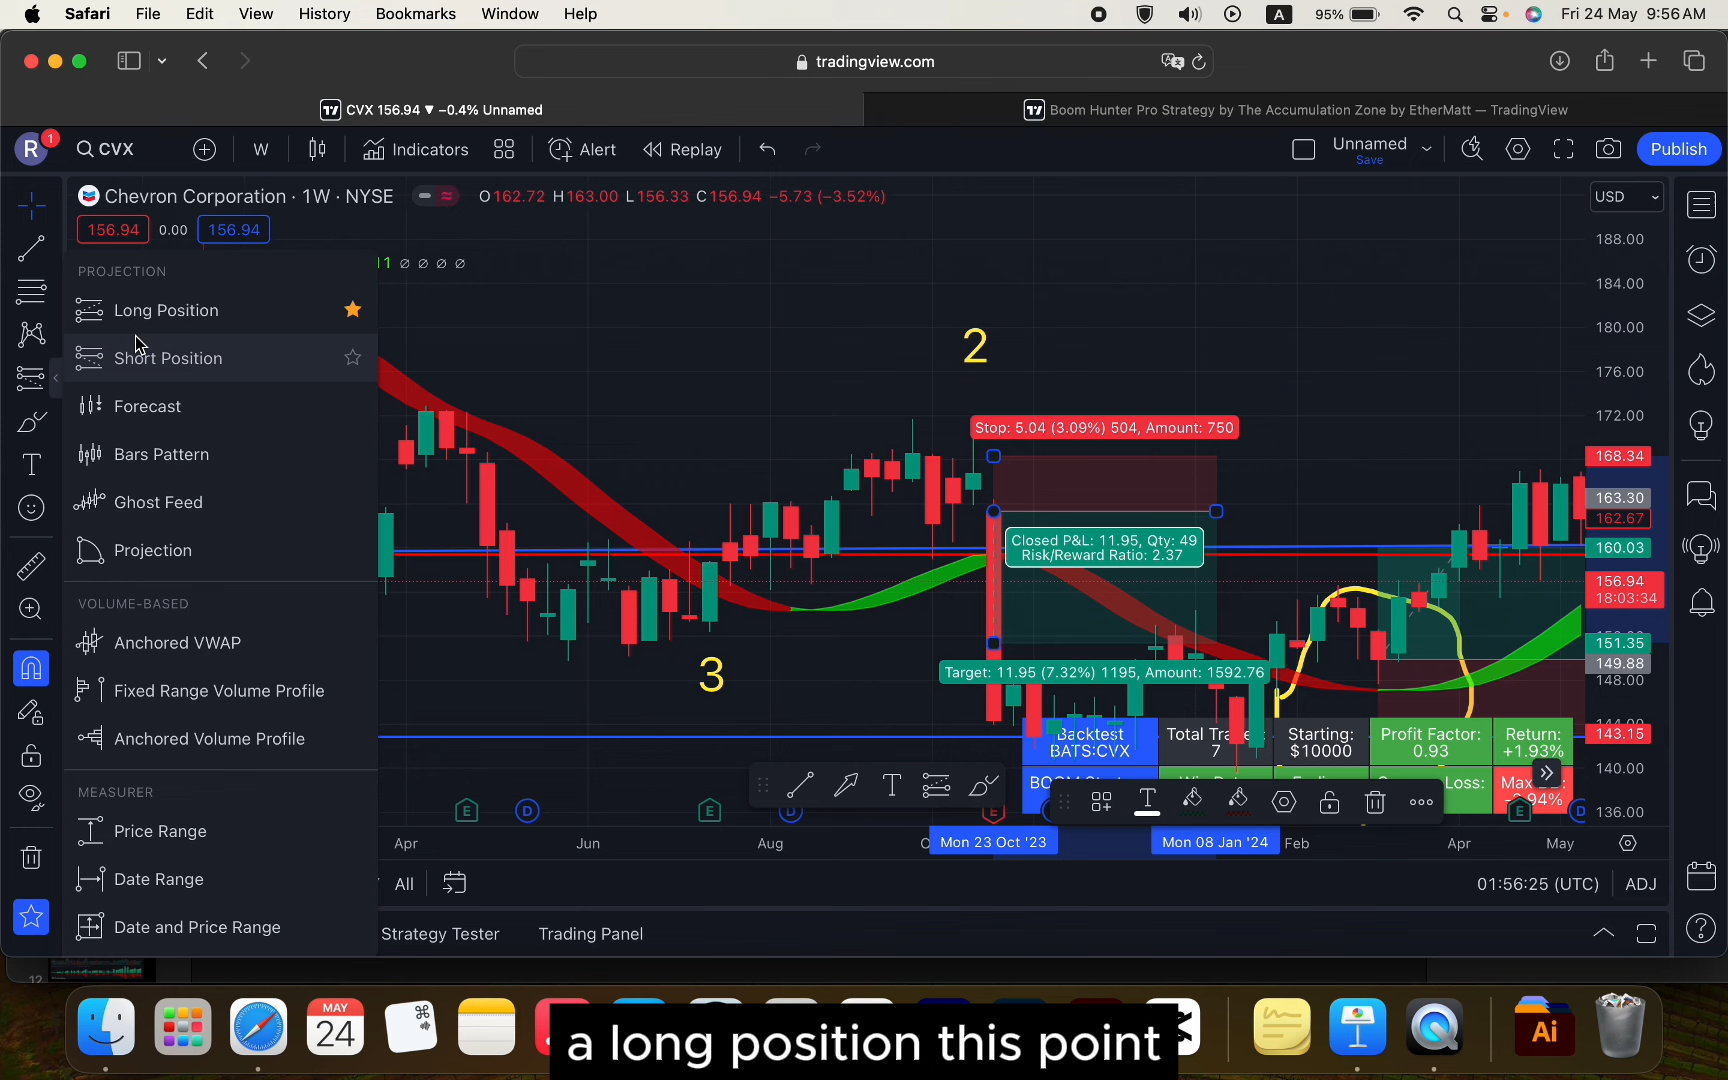 Safari File Edit View History Bookmarks Window Help A 95% Fri 24 May 9:56 AM
tradingview.com
CVX 156.94 ▼ −0.4% Unnamed
Boom Hunter Pro Strategy by The Accumulation Zone by EtherMatt — TradingView
R 1 CVX W Indicators Alert Replay Unnamed Save Publish
Chevron Corporation · 1W · NYSE O162.72 H163.00 L156.33 C156.94 −5.73 (−3.52%) USD
156.94 0.00 156.94
11 ∅ ∅ ∅ ∅
PROJECTION
Long Position
Short Position
Forecast
Bars Pattern
Ghost Feed
Projection
VOLUME-BASED
Anchored VWAP
Fixed Range Volume Profile
Anchored Volume Profile
MEASURER
Price Range
Date Range
Date and Price Range
2
3
Stop: 5.04 (3.09%) 504, Amount: 750
Closed P&L: 11.95, Qty: 49
Risk/Reward Ratio: 2.37
Target: 11.95 (7.32%) 1195, Amount: 1592.76
188.00
184.00
180.00
176.00
172.00
168.34
163.30
162.67
160.03
156.94
18:03:34
151.35
149.88
148.00
144.00
143.15
140.00
136.00
Backtest
BATS:CVX
Total
7
Starting:
$10000
Profit Factor:
0.93
Return:
+1.93%
Loss:
E D E D E E D
Apr Jun Aug Mon 23 Oct '23 Mon 08 Jan '24 Feb Apr May
All 01:56:25 (UTC) ADJ
Strategy Tester Trading Panel
12
MAY
24
Ai
a long position this point